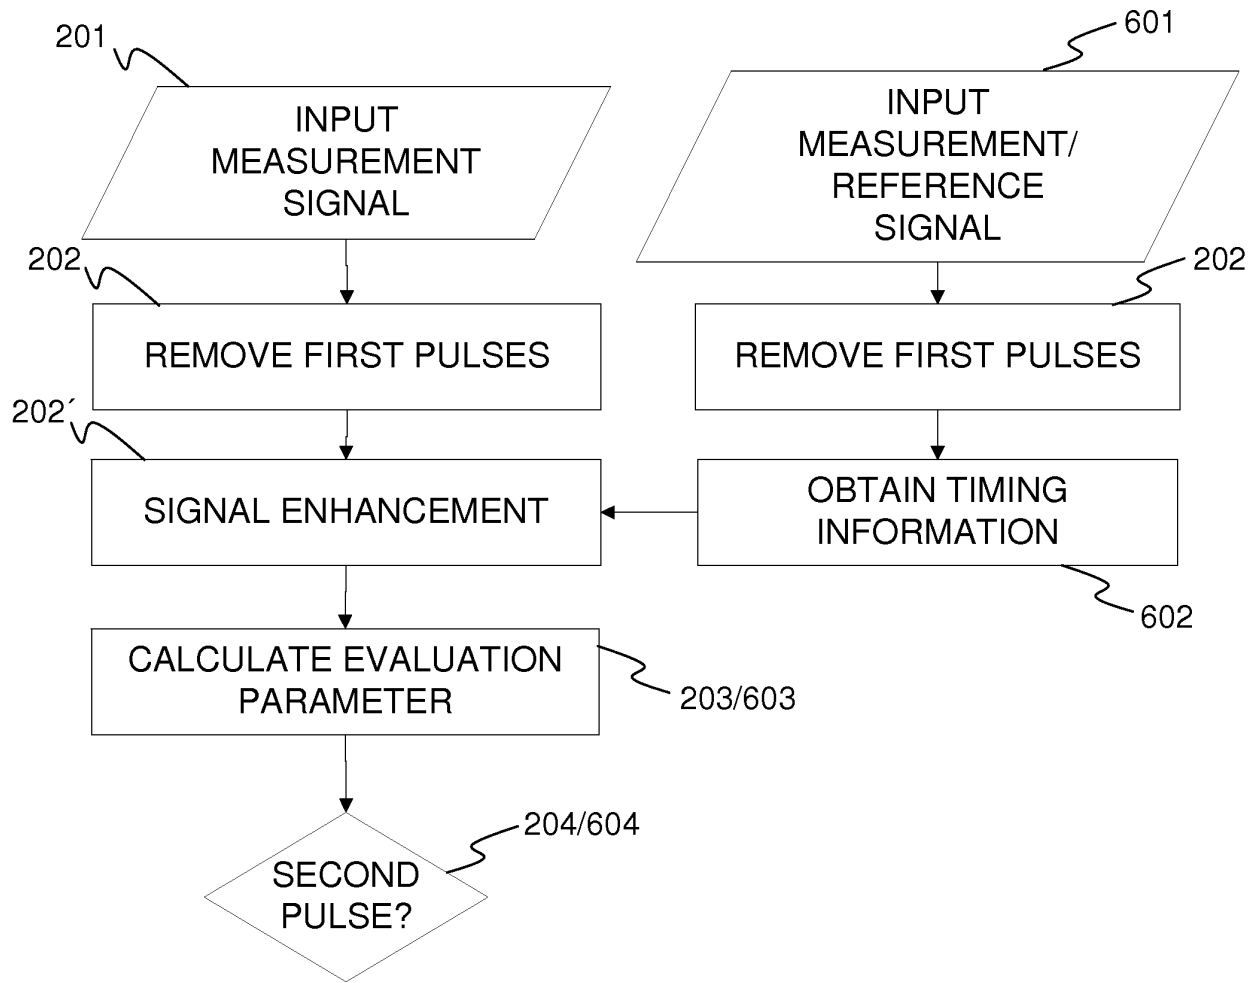 201
601
INPUT
MEASUREMENT
SIGNAL
INPUT
MEASUREMENT/
REFERENCE
SIGNAL
202
202
REMOVE FIRST PULSES
REMOVE FIRST PULSES
202´
SIGNAL ENHANCEMENT
OBTAIN TIMING
INFORMATION
602
CALCULATE EVALUATION
PARAMETER
203/603
204/604
SECOND
PULSE?